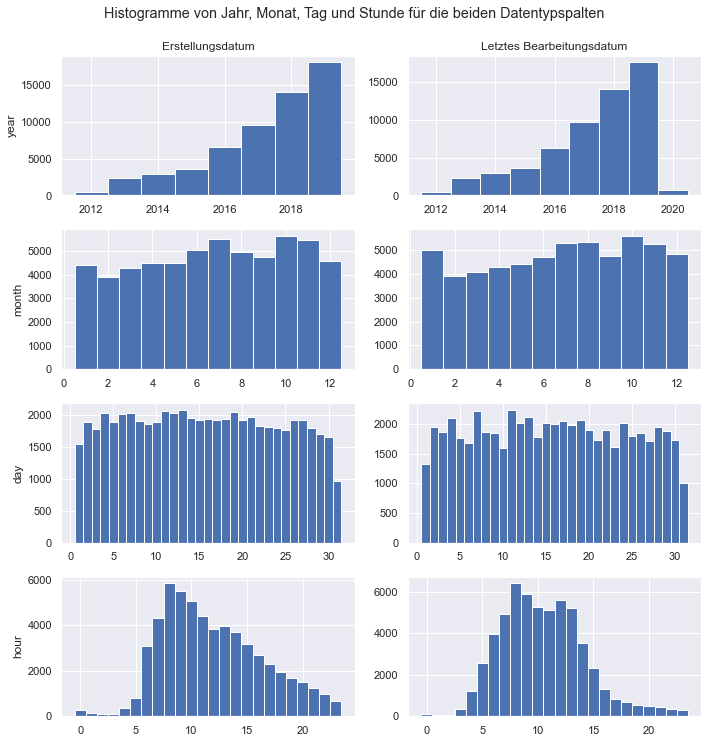 Histogramme von Jahr, Monat, Tag und Stunde für die beiden Datentypspalten
Erstellungsdatum
Letztes Bearbeitungsdatum
year
15000
10000
5000
0
2012 2014 2016 2018
15000
10000
5000
0
2012 2014 2016 2018 2020
month
5000
4000
3000
2000
1000
0
0 2 4 6 8 10 12
5000
4000
3000
2000
1000
0
0 2 4 6 8 10 12
day
2000
1500
1000
500
0
0 5 10 15 20 25 30
2000
1500
1000
500
0
0 5 10 15 20 25 30
hour
6000
4000
2000
0
0 5 10 15 20
6000
4000
2000
0
0 5 10 15 20